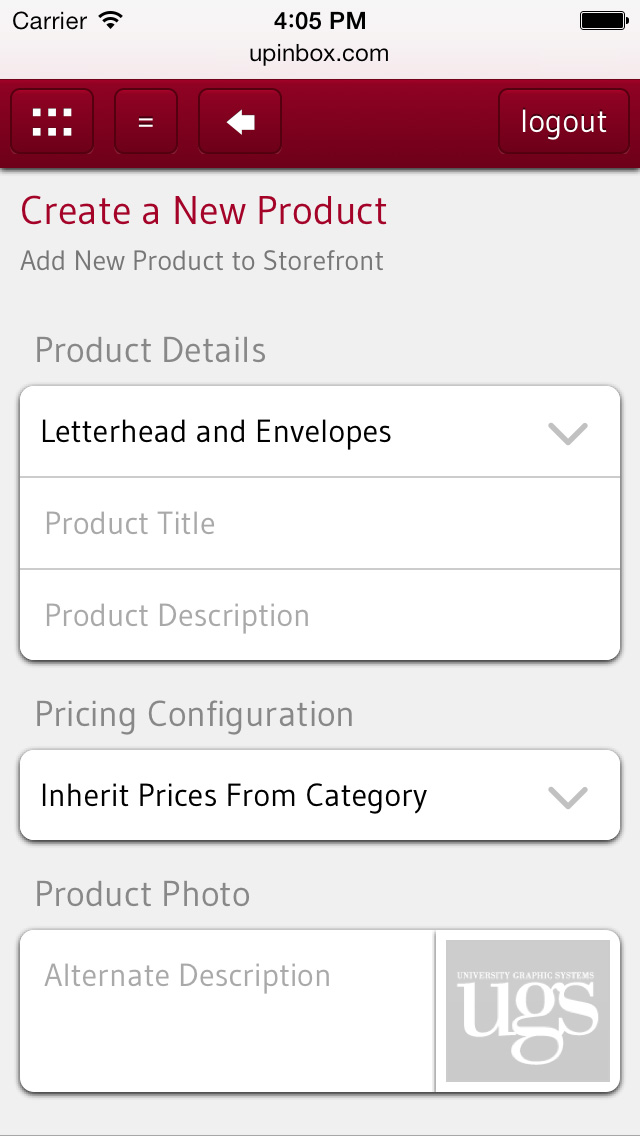 Carrier 4:05 PM
upinbox.com
= logout
Create a New Product
Add New Product to Storefront
Product Details
Letterhead and Envelopes
Product Title
Product Description
Pricing Configuration
Inherit Prices From Category
Product Photo
Alternate Description
UNIVERSITY GRAPHIC SYSTEMS
ugs